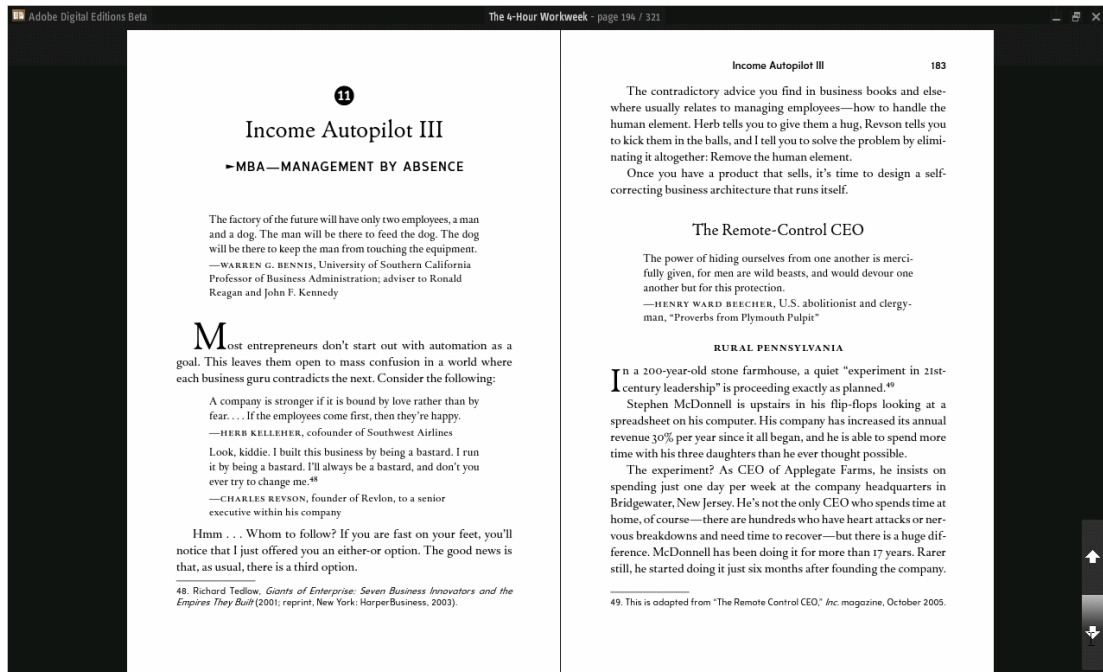 Adobe Digital Editions Beta
The 4-Hour Workweek - page 194 / 321
11
Income Autopilot III
►MBA—MANAGEMENT BY ABSENCE
The factory of the future will have only two employees, a man
and a dog. The man will be there to feed the dog. The dog
will be there to keep the man from touching the equipment.
—WARREN G. BENNIS, University of Southern California
Professor of Business Administration; adviser to Ronald
Reagan and John F. Kennedy
Most entrepreneurs don't start out with automation as a
goal. This leaves them open to mass confusion in a world where
each business guru contradicts the next. Consider the following:
A company is stronger if it is bound by love rather than by
fear. . . . If the employees come first, then they're happy.
—HERB KELLEHER, cofounder of Southwest Airlines
Look, kiddie. I built this business by being a bastard. I run
it by being a bastard. I'll always be a bastard, and don't you
ever try to change me.48
—CHARLES REVSON, founder of Revlon, to a senior
executive within his company
Hmm . . . Whom to follow? If you are fast on your feet, you'll
notice that I just offered you an either-or option. The good news is
that, as usual, there is a third option.
48. Richard Tedlow, Giants of Enterprise: Seven Business Innovators and the
Empires They Built (2001; reprint, New York: HarperBusiness, 2003).
Income Autopilot III 183
The contradictory advice you find in business books and else-
where usually relates to managing employees—how to handle the
human element. Herb tells you to give them a hug, Revson tells you
to kick them in the balls, and I tell you to solve the problem by elimi-
nating it altogether: Remove the human element.
Once you have a product that sells, it's time to design a self-
correcting business architecture that runs itself.
The Remote-Control CEO
The power of hiding ourselves from one another is merci-
fully given, for men are wild beasts, and would devour one
another but for this protection.
—HENRY WARD BEECHER, U.S. abolitionist and clergy-
man, "Proverbs from Plymouth Pulpit"
RURAL PENNSYLVANIA
In a 200-year-old stone farmhouse, a quiet "experiment in 21st-
century leadership" is proceeding exactly as planned.49
Stephen McDonnell is upstairs in his flip-flops looking at a
spreadsheet on his computer. His company has increased its annual
revenue 30% per year since it all began, and he is able to spend more
time with his three daughters than he ever thought possible.
The experiment? As CEO of Applegate Farms, he insists on
spending just one day per week at the company headquarters in
Bridgewater, New Jersey. He's not the only CEO who spends time at
home, of course—there are hundreds who have heart attacks or ner-
vous breakdowns and need time to recover—but there is a huge dif-
ference. McDonnell has been doing it for more than 17 years. Rarer
still, he started doing it just six months after founding the company.
49. This is adapted from "The Remote Control CEO," Inc. magazine, October 2005.